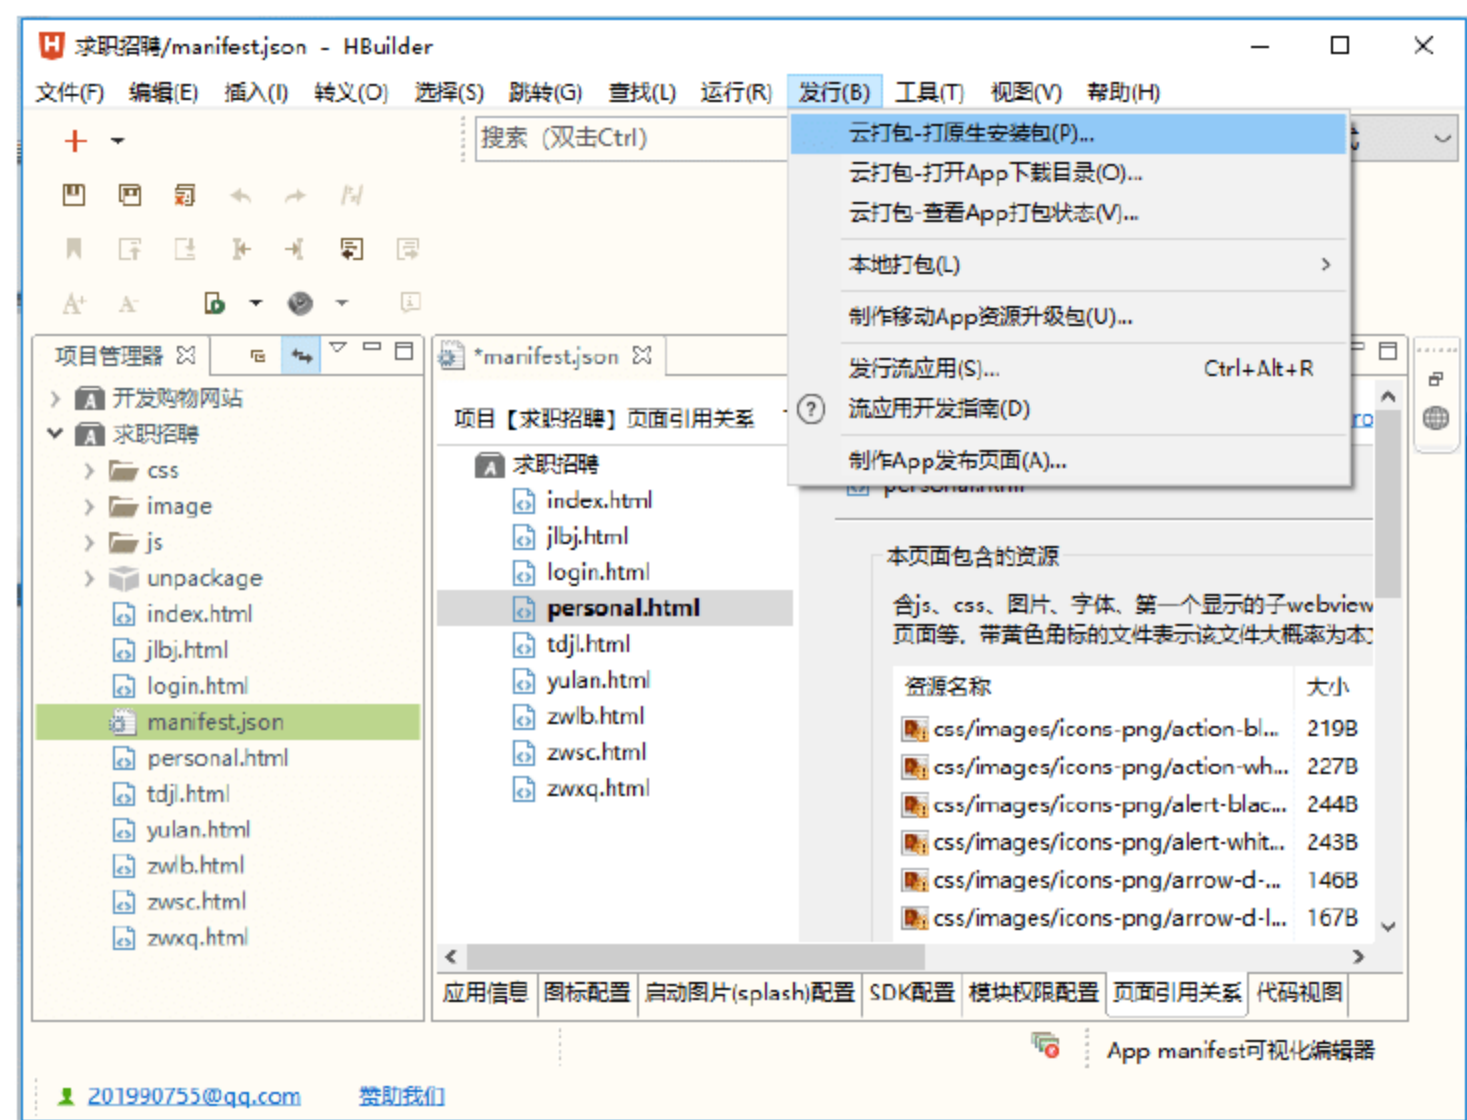 求职招聘/manifest.json - HBuilder
文件(F) 编辑(E) 插入(I) 转义(O) 选择(S) 跳转(G) 查找(L) 运行(R) 发行(B) 工具(T) 视图(V) 帮助(H)
搜索（双击Ctrl）
云打包-打原生安装包(P)...
云打包-打开App下载目录(O)...
云打包-查看App打包状态(V)...
本地打包(L)
制作移动App资源升级包(U)...
发行流应用(S)... Ctrl+Alt+R
流应用开发指南(D)
制作App发布页面(A)...
项目管理器
开发购物网站
求职招聘
css
image
js
unpackage
index.html
jlbj.html
login.html
manifest.json
personal.html
tdjl.html
yulan.html
zwlb.html
zwsc.html
zwxq.html
*manifest.json
项目【求职招聘】页面引用关系
求职招聘
index.html
jlbj.html
login.html
personal.html
tdjl.html
yulan.html
zwlb.html
zwsc.html
zwxq.html
personal.html
本页面包含的资源
含js、css、图片、字体、第一个显示的子webview
页面等，带黄色角标的文件表示该文件大概率为本
资源名称 大小
css/images/icons-png/action-bl... 219B
css/images/icons-png/action-wh... 227B
css/images/icons-png/alert-blac... 244B
css/images/icons-png/alert-whit... 243B
css/images/icons-png/arrow-d-... 146B
css/images/icons-png/arrow-d-l... 167B
应用信息 图标配置 启动图片(splash)配置 SDK配置 模块权限配置 页面引用关系 代码视图
App manifest可视化编辑器
201990755@qq.com 赞助我们